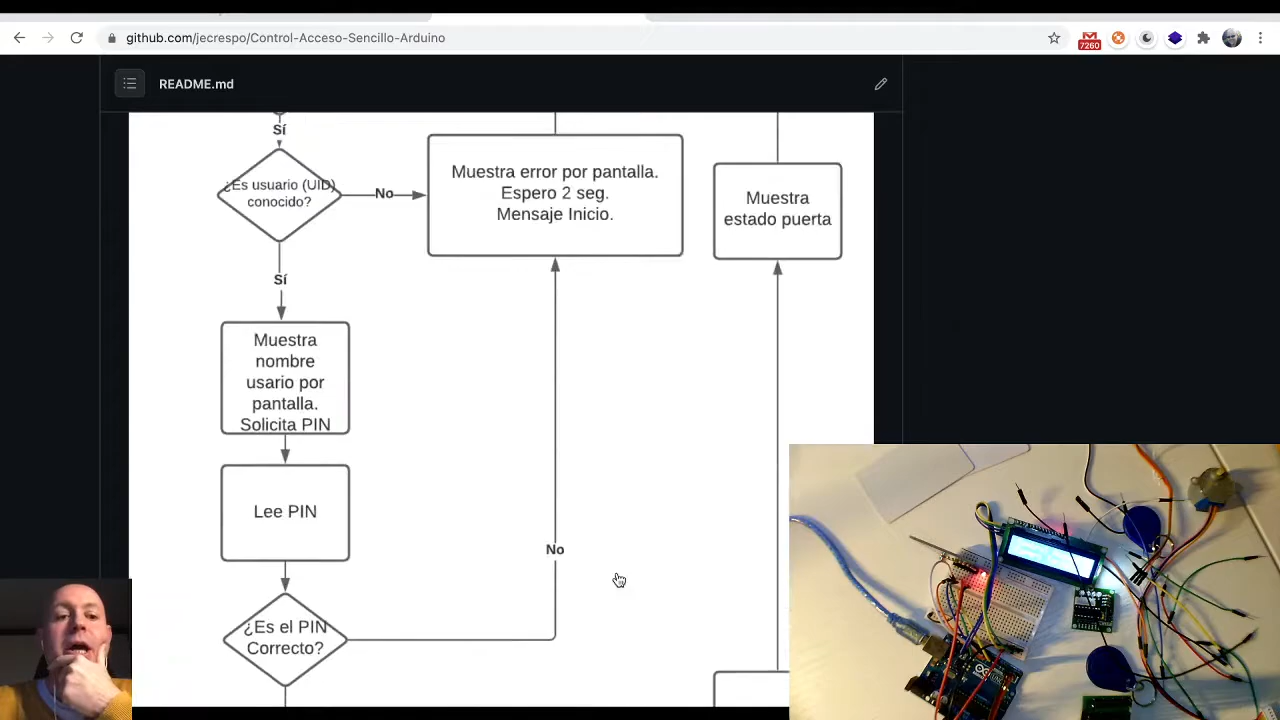 github.com/jecrespo/Control-Acceso-Sencillo-Arduino
7260
README.md
Sí
¿Es usuario (UID)
conocido?
No
Muestra error por pantalla.
Espero 2 seg.
Mensaje Inicio.
Muestra
estado puerta
Sí
Muestra
nombre
usario por
pantalla.
Solicita PIN
Lee PIN
No
¿Es el PIN
Correcto?